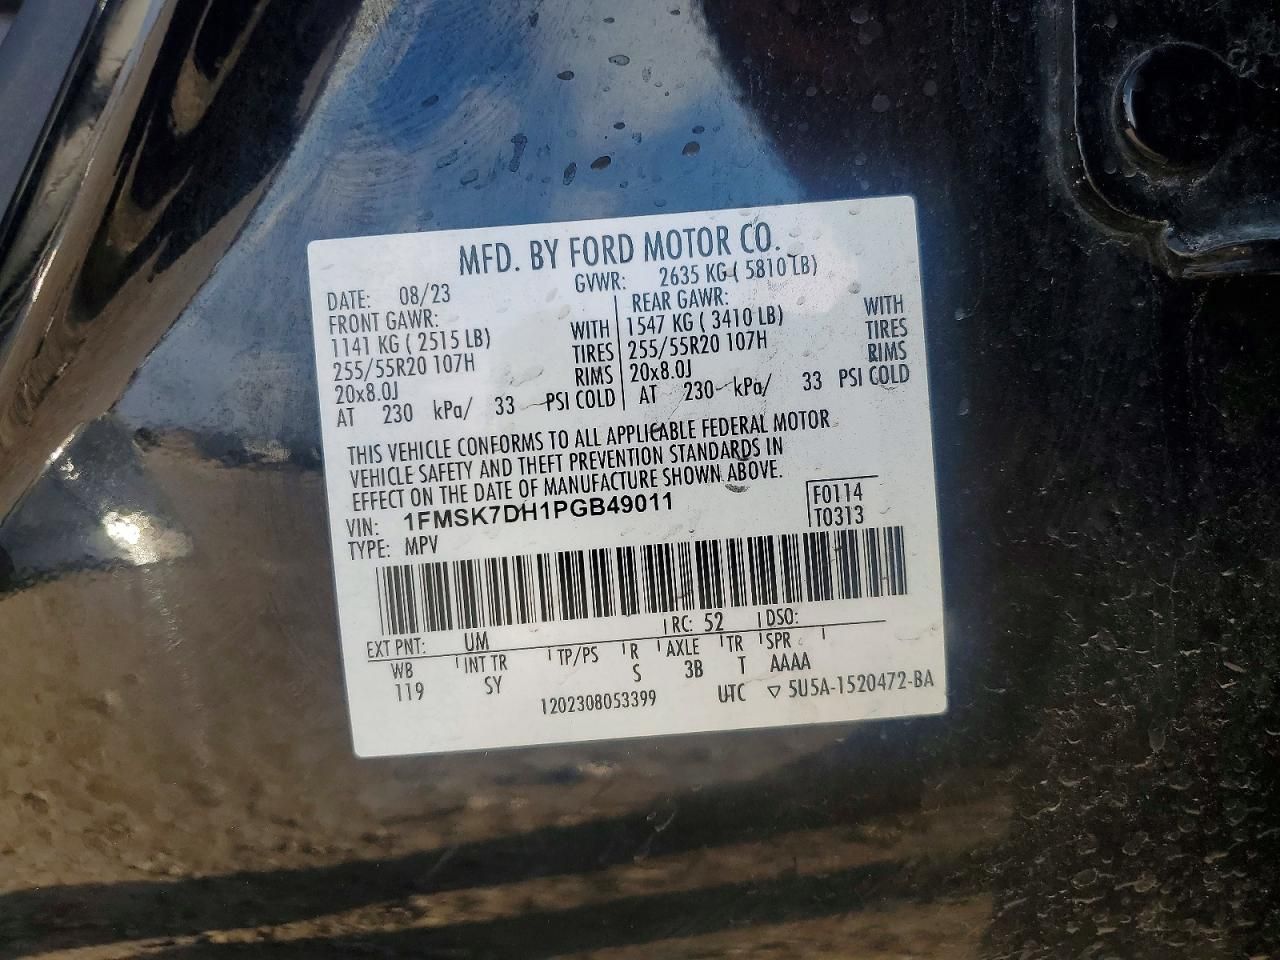 MFD. BY FORD MOTOR CO.
DATE: 08/23 GVWR: 2635 KG ( 5810 LB)
FRONT GAWR: REAR GAWR:
1141 KG ( 2515 LB) WITH 1547 KG ( 3410 LB) WITH
255/55R20 107H TIRES 255/55R20 107H TIRES
20x8.0J RIMS 20x8.0J RIMS
AT 230 kPa/ 33 PSI COLD AT 230 kPa/ 33 PSI COLD
THIS VEHICLE CONFORMS TO ALL APPLICABLE FEDERAL MOTOR
VEHICLE SAFETY AND THEFT PREVENTION STANDARDS IN
EFFECT ON THE DATE OF MANUFACTURE SHOWN ABOVE.
VIN: 1FMSK7DH1PGB49011 F0114
TYPE: MPV T0313
EXT PNT: UM RC: 52 DSO:
WB INT TR TP/PS R AXLE TR SPR
119 SY S 3B T AAAA
1202308053399 UTC ▽ 5U5A-1520472-BA